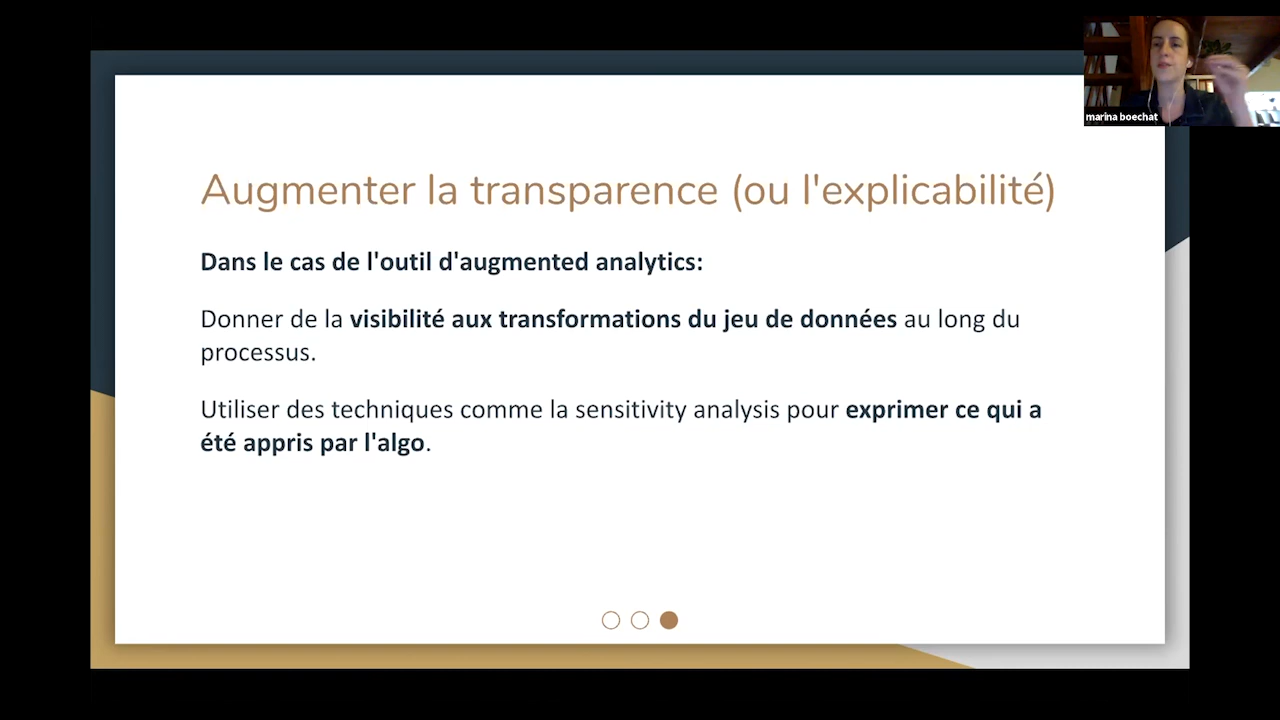 marina boechat
Augmenter la transparence (ou l'explicabilité)
Dans le cas de l'outil d'augmented analytics:
Donner de la visibilité aux transformations du jeu de données au long du
processus.
Utiliser des techniques comme la sensitivity analysis pour exprimer ce qui a
été appris par l'algo.